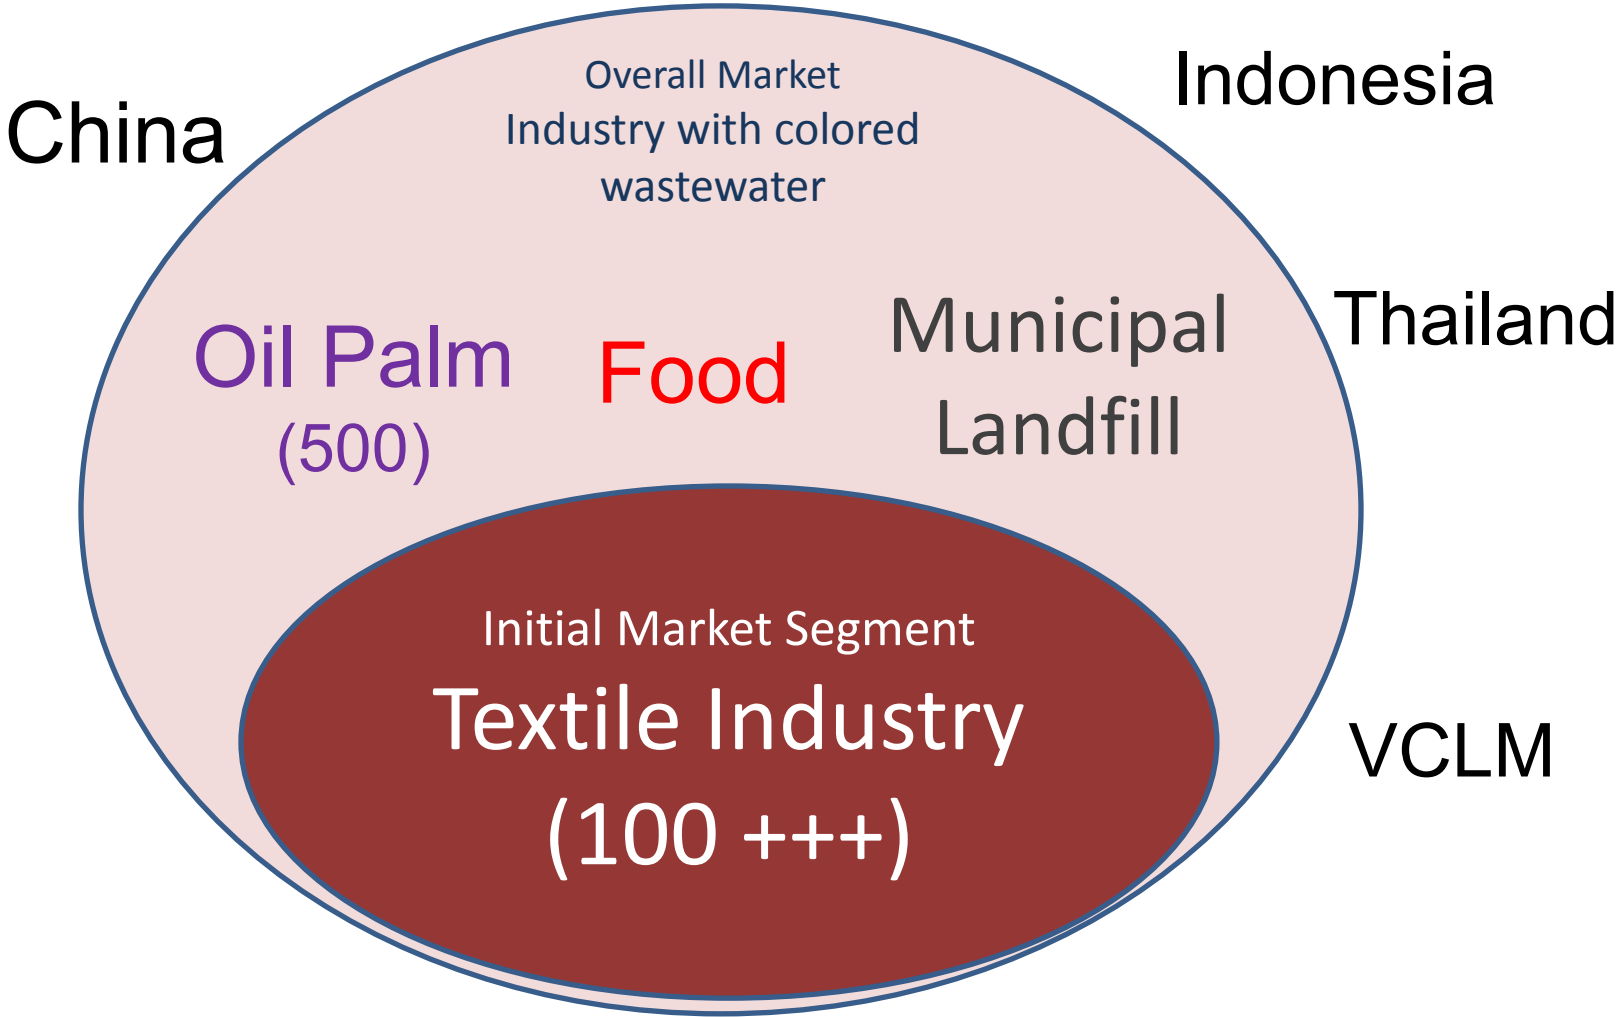 Overall Market
Industry with colored
wastewater
China
Indonesia
Thailand
VCLM
Oil Palm
(500)
Food
Municipal
Landfill
Initial Market Segment
Textile Industry
(100 +++)